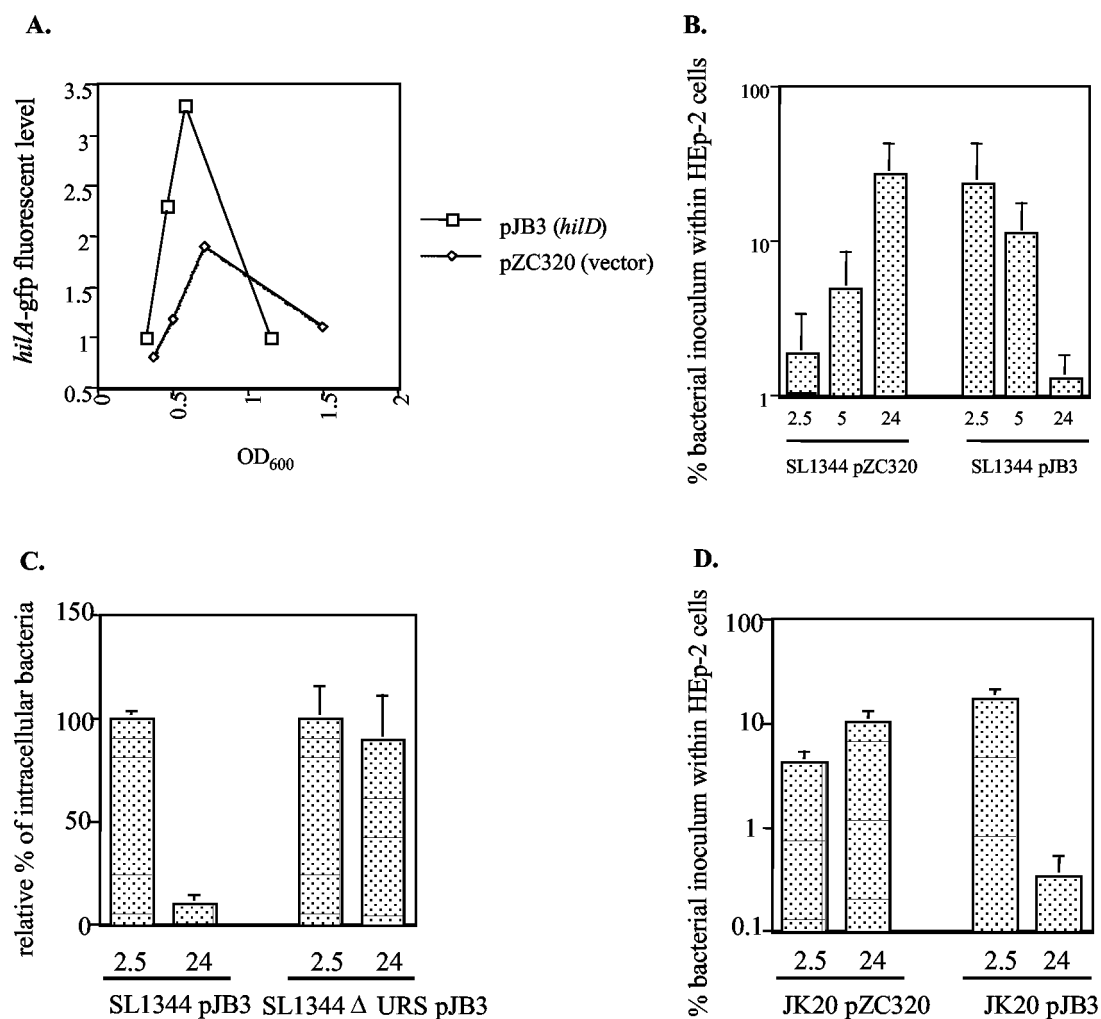 A.
hilA-gfp fluorescent level
3.5
3
2.5
2
1.5
1
0.5
0
0.5
1
1.5
2
OD600
pJB3 (hilD)
pZC320 (vector)
B.
% bacterial inoculum within HEp-2 cells
100
10
1
2.5 5 24 2.5 5 24
SL1344 pZC320 SL1344 pJB3
C.
relative % of intracellular bacteria
150
100
50
0
2.5 24 2.5 24
SL1344 pJB3 SL1344 Δ URS pJB3
D.
% bacterial inoculum within HEp-2 cells
100
10
1
0.1
2.5 24 2.5 24
JK20 pZC320 JK20 pJB3